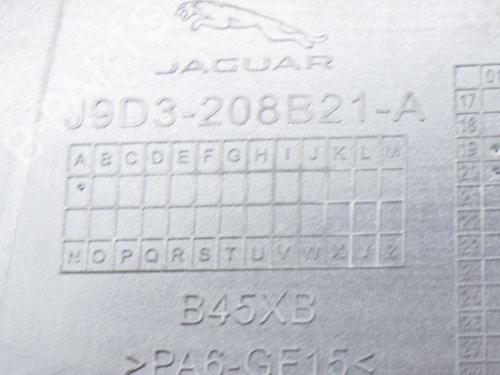 JAGUAR
J9D3-208B21-A
A B C D E F G H I J K L M
N O P Q R S T U V W X Y Z
B45XB
>PA6-GF15<
17
18
19